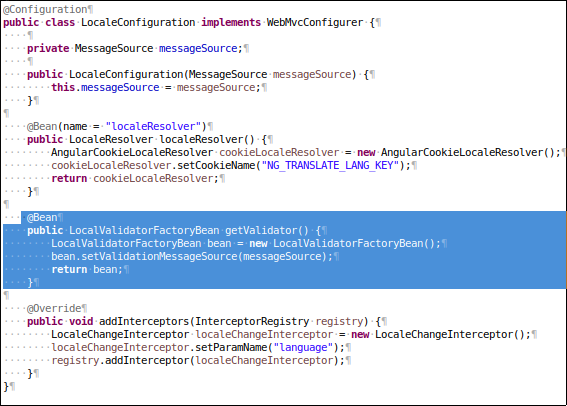 @Configuration¶
public·class·LocaleConfiguration·implements·WebMvcConfigurer·{¶
····¶
····private·MessageSource·messageSource;¶
····¶
····public·LocaleConfiguration(MessageSource·messageSource)·{¶
········this.messageSource·=·messageSource;¶
····}¶
¶
····@Bean(name·=·"localeResolver")¶
····public·LocaleResolver·localeResolver()·{¶
········AngularCookieLocaleResolver·cookieLocaleResolver·=·new·AngularCookieLocaleResolver();¶
········cookieLocaleResolver.setCookieName("NG_TRANSLATE_LANG_KEY");¶
········return·cookieLocaleResolver;¶
····}¶
¶
····@Bean¶
····public·LocalValidatorFactoryBean·getValidator()·{¶
········LocalValidatorFactoryBean·bean·=·new·LocalValidatorFactoryBean();¶
········bean.setValidationMessageSource(messageSource);¶
········return·bean;¶
····}¶
¶
····@Override¶
····public·void·addInterceptors(InterceptorRegistry·registry)·{¶
········LocaleChangeInterceptor·localeChangeInterceptor·=·new·LocaleChangeInterceptor();¶
········localeChangeInterceptor.setParamName("language");¶
········registry.addInterceptor(localeChangeInterceptor);¶
····}¶
}¶